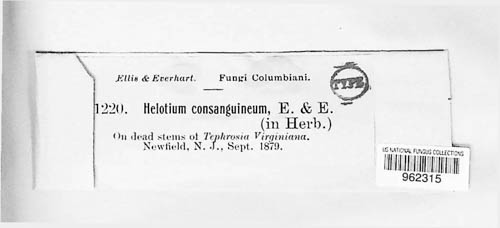 Ellis & Everhart. Fungi Columbiani.
TYPE
1220. Helotium consanguineum, E. & E.
(in Herb.)
On dead stems of Tephrosia Virginiana.
Newfield, N. J., Sept. 1879.
US NATIONAL FUNGUS COLLECTIONS
962315